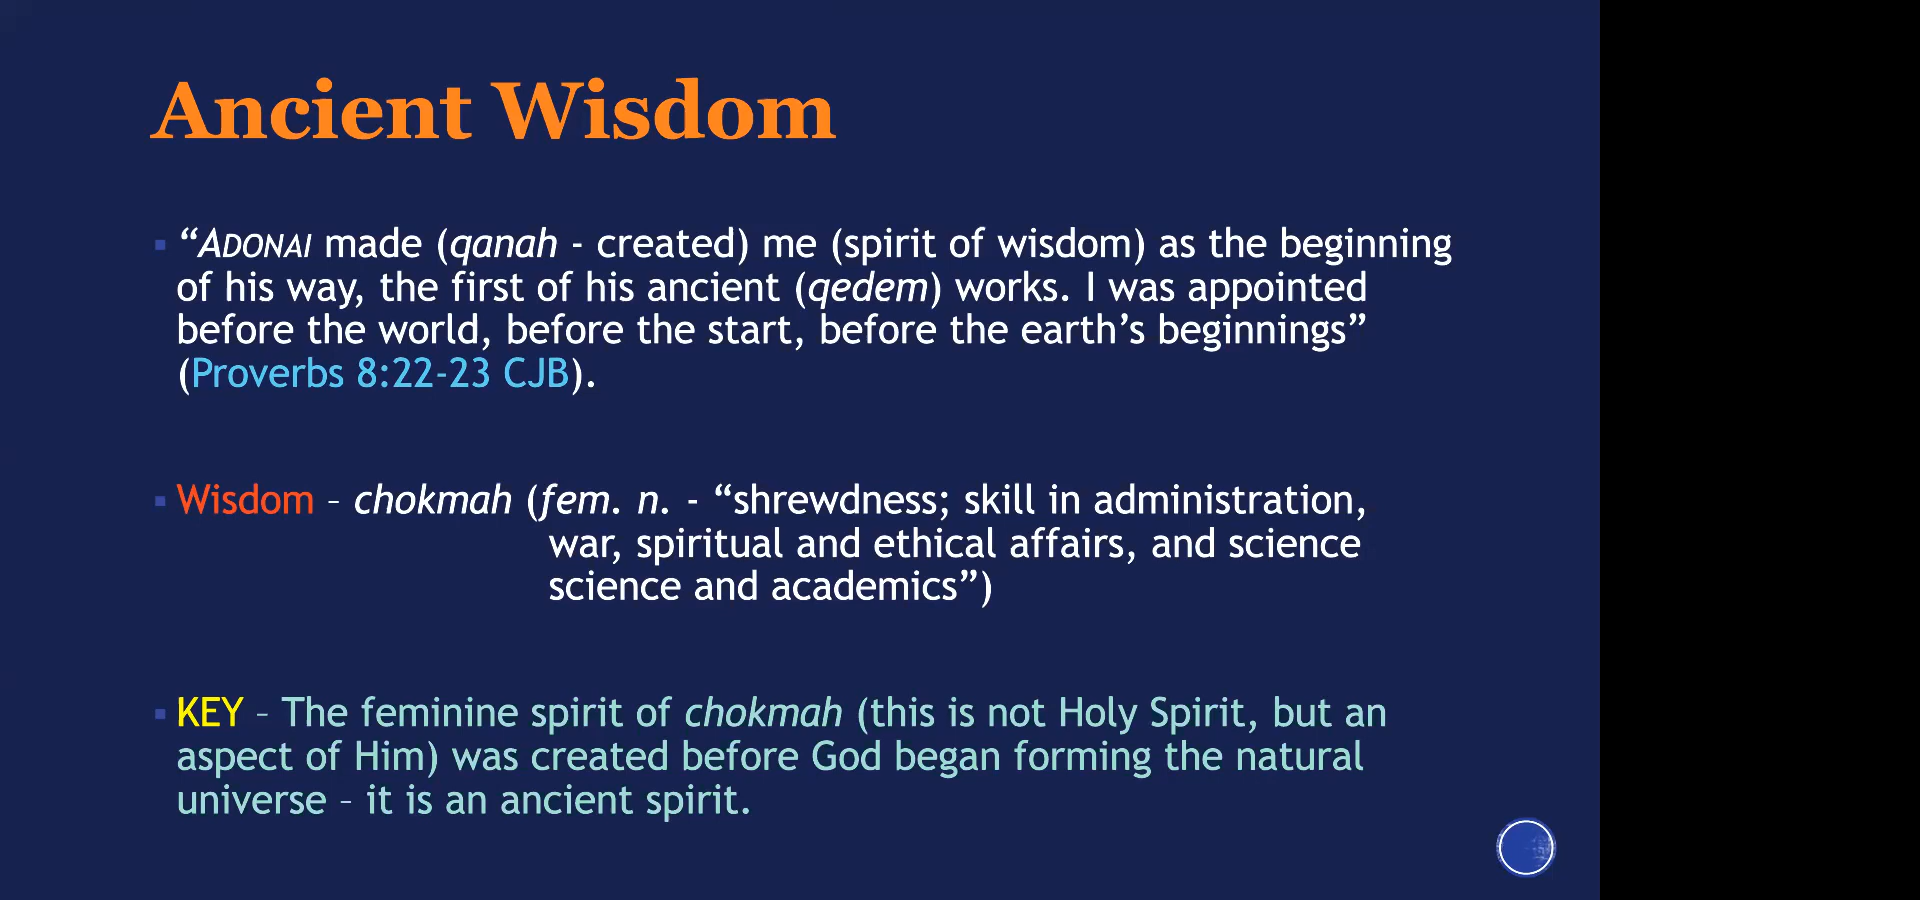 Ancient Wisdom
“ADONAI made (qanah - created) me (spirit of wisdom) as the beginning
of his way, the first of his ancient (qedem) works. I was appointed
before the world, before the start, before the earth’s beginnings”
(Proverbs 8:22-23 CJB).
Wisdom – chokmah (fem. n. - “shrewdness; skill in administration,
war, spiritual and ethical affairs, and science
science and academics”)
KEY – The feminine spirit of chokmah (this is not Holy Spirit, but an
aspect of Him) was created before God began forming the natural
universe – it is an ancient spirit.